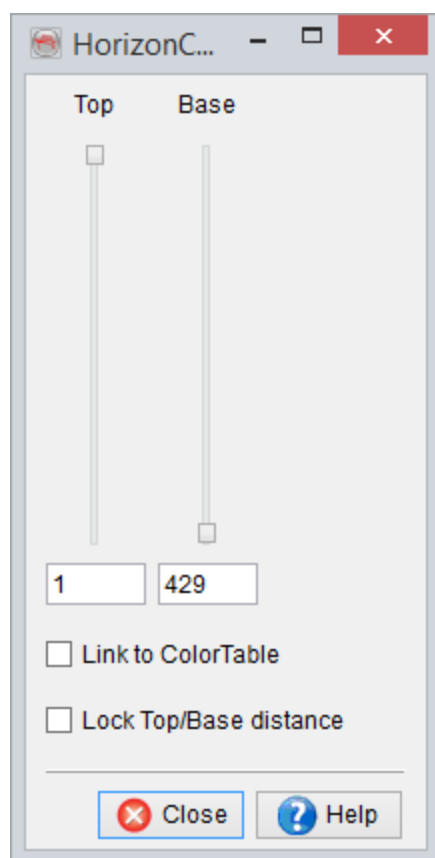 HorizonC...
Top Base
1 429
Link to ColorTable
Lock Top/Base distance
Close Help